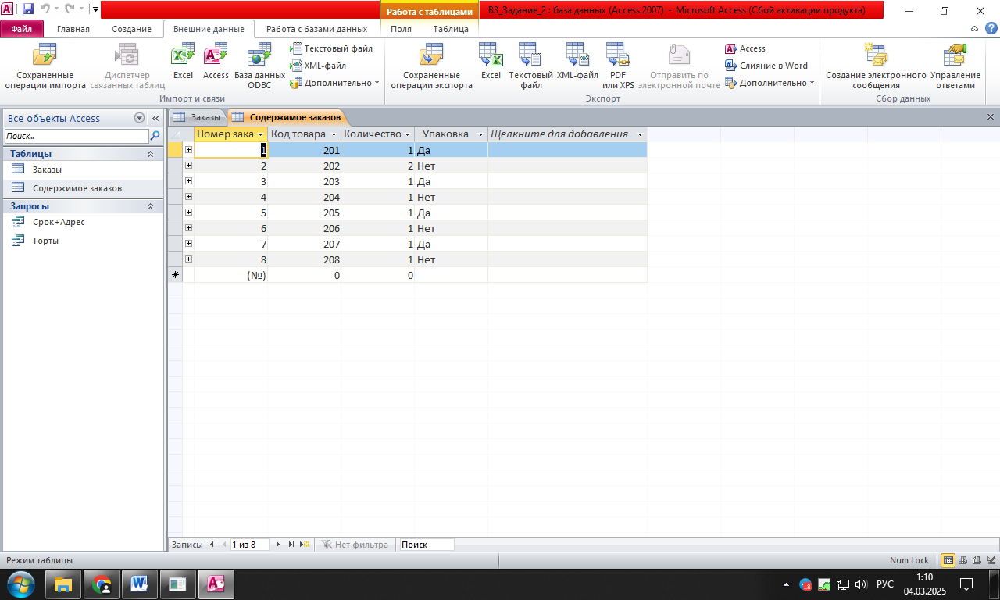 Работа с таблицами
В3_Задание_2 : база данных (Access 2007) - Microsoft Access (Сбой активации продукта)
Файл Главная Создание Внешние данные Работа с базами данных Поля Таблица
Сохраненные операции импорта
Диспетчер связанных таблиц
Excel
Access
База данных ODBC
Текстовый файл
XML-файл
Дополнительно
Импорт и связи
Сохраненные операции экспорта
Excel
Текстовый файл
XML-файл
PDF или XPS
Отправить по электронной почте
Access
Слияние в Word
Дополнительно
Экспорт
Создание электронного сообщения
Управление ответами
Сбор данных
Все объекты Access
Поиск...
Таблицы
Заказы
Содержимое заказов
Запросы
Срок+Адрес
Торты
Заказы Содержимое заказов
Номер зака Код товара Количество Упаковка Щелкните для добавления
1 201 1 Да
2 202 2 Нет
3 203 1 Да
4 204 1 Нет
5 205 1 Да
6 206 1 Нет
7 207 1 Да
8 208 1 Нет
(№) 0 0
Запись: 1 из 8 Нет фильтра Поиск
Режим таблицы
Num Lock
РУС
1:10
04.03.2025